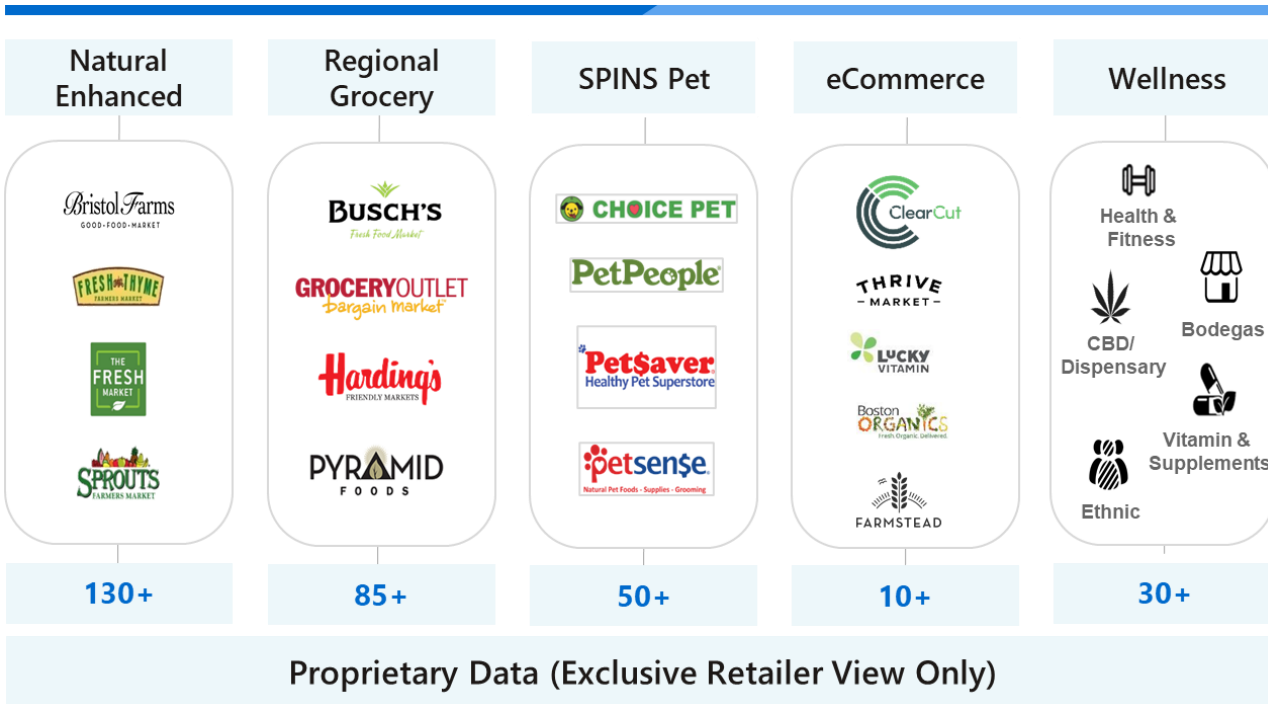 Natural
Enhanced
Regional
Grocery
SPINS Pet
eCommerce
Wellness
Bristol Farms
GOOD·FOOD·MARKET
FRESH THYME
FARMERS MARKET
THE
FRESH
MARKET
SPROUTS
FARMERS MARKET
BUSCH'S
Fresh Food Market
GROCERYOUTLET
bargain market
Harding's
FRIENDLY MARKETS
PYRAMID
FOODS
CHOICE PET
PetPeople
Pet$aver
Healthy Pet Superstore
petsen$e.
Natural Pet Foods - Supplies - Grooming
ClearCut
THRIVE
–MARKET–
LUCKY
VITAMIN
Boston
ORGANICS
Fresh. Organic. Delivered.
FARMSTEAD
Health &
Fitness
Bodegas
CBD/
Dispensary
Vitamin &
Supplements
Ethnic
130+
85+
50+
10+
30+
Proprietary Data (Exclusive Retailer View Only)